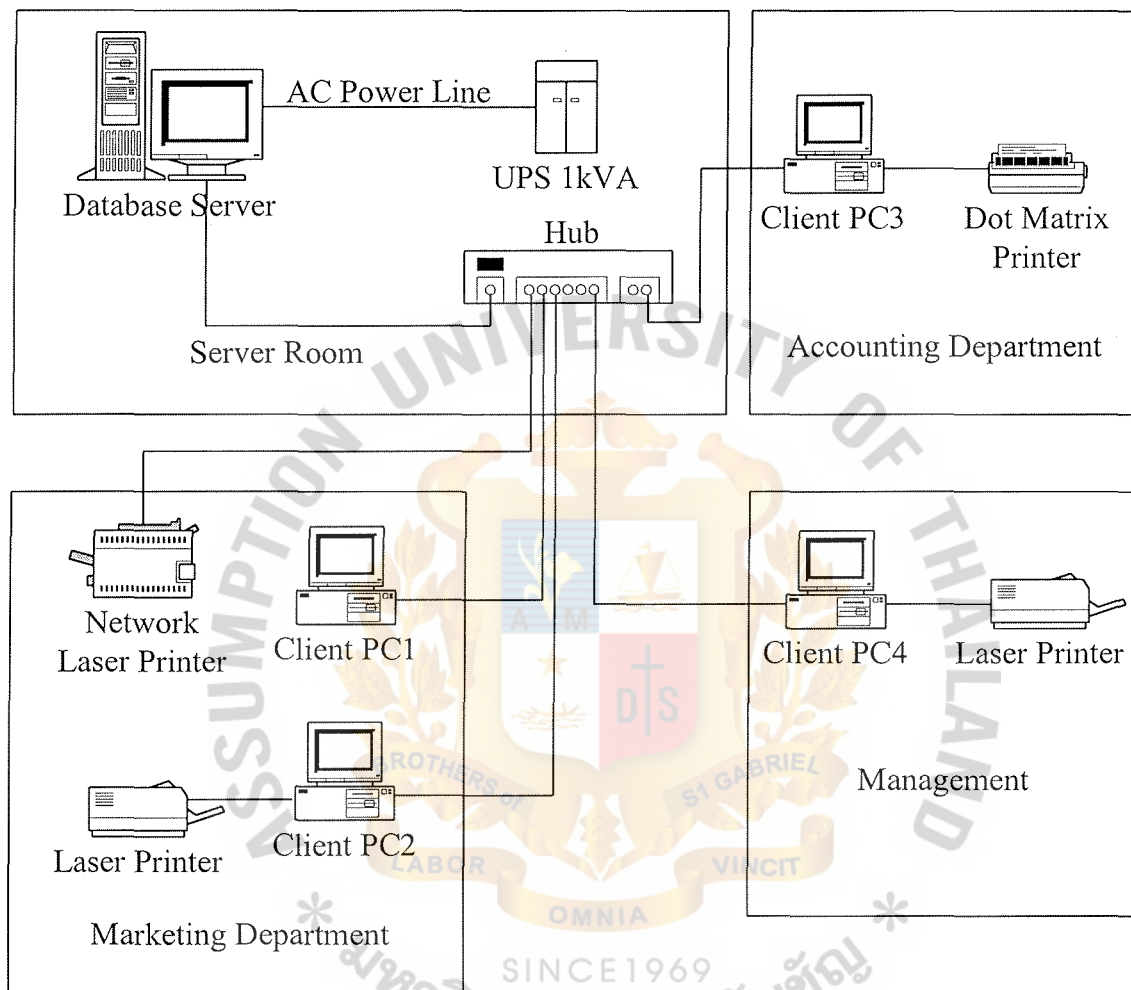 AC Power Line
UPS 1kVA
Database Server
Hub
Server Room
Client PC3
Dot Matrix
Printer
Accounting Department
Network
Laser Printer
Client PC1
Laser Printer
Client PC2
Marketing Department
Client PC4
Laser Printer
Management
ASSUMPTION UNIVERSITY OF THAILAND
A M
D S
BROTHERS of
ST GABRIEL
LABOR
VINCIT
OMNIA
SINCE1969